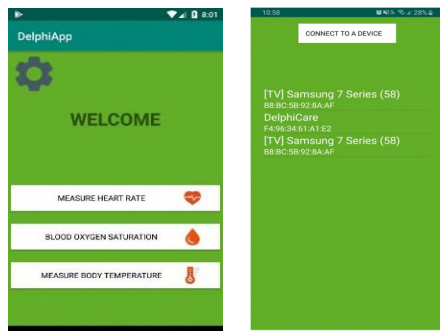 8:01
DelphiApp
WELCOME
MEASURE HEART RATE
BLOOD OXYGEN SATURATION
MEASURE BODY TEMPERATURE
10:58
28%
CONNECT TO A DEVICE
[TV] Samsung 7 Series (58)
B8:BC:5B:92:8A:AF
DelphiCare
F4:96:34:61:A1:E2
[TV] Samsung 7 Series (58)
B8:BC:5B:92:8A:AF